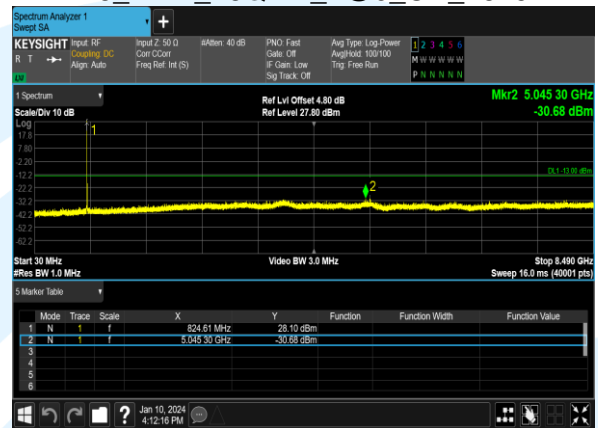 Spectrum Analyzer 1
Swept SA
+
KEYSIGHT Input: RF Input Z: 50 Ω #Atten: 40 dB PNO: Fast Avg Type: Log-Power 1 2 3 4 5 6
R T Coupling: DC Corr CCorr Gate: Off Avg|Hold: 100/100 M W W W W W
Align: Auto Freq Ref: Int (S) IF Gain: Low Trig: Free Run
Sig Track: Off P N N N N N
1 Spectrum Ref Lvl Offset 4.80 dB Mkr2 5.045 30 GHz
Scale/Div 10 dB Ref Level 27.80 dBm -30.68 dBm
Log
17.8 1
7.80
-2.20
-12.2 DL1 -13.00 dBm
-22.2 2
-32.2
-42.2
-52.2
-62.2
Start 30 MHz Video BW 3.0 MHz Stop 8.490 GHz
#Res BW 1.0 MHz Sweep 16.0 ms (40001 pts)
5 Marker Table
Mode Trace Scale X Y Function Function Width Function Value
1 N 1 f 824.61 MHz 28.10 dBm
2 N 1 f 5.045 30 GHz -30.68 dBm
3
4
5
6
? Jan 10, 2024
4:12:16 PM